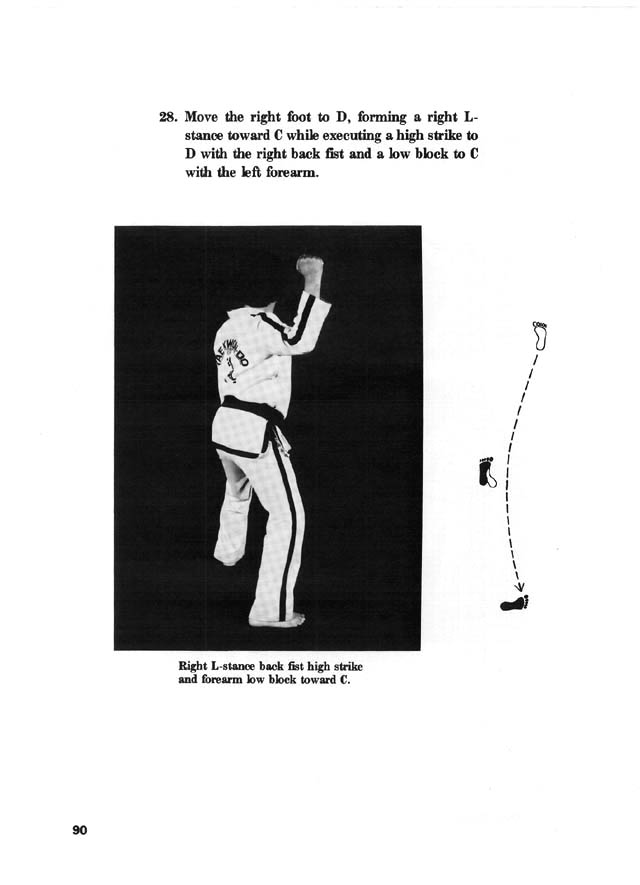 28. Move the right foot to D, forming a right L-
stance toward C while executing a high strike to
D with the right back fist and a low block to C
with the left forearm.
TAEKWONDO
Right L-stance back fist high strike
and forearm low block toward C.
90